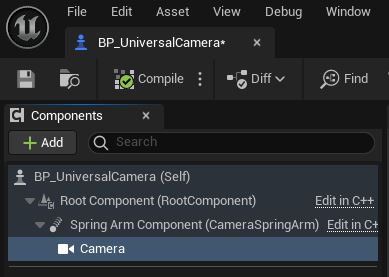 File Edit Asset View Debug Window
BP_UniversalCamera*
Compile Diff Find
Components
Add Search
BP_UniversalCamera (Self)
Root Component (RootComponent) Edit in C++
Spring Arm Component (CameraSpringArm) Edit in C+
Camera